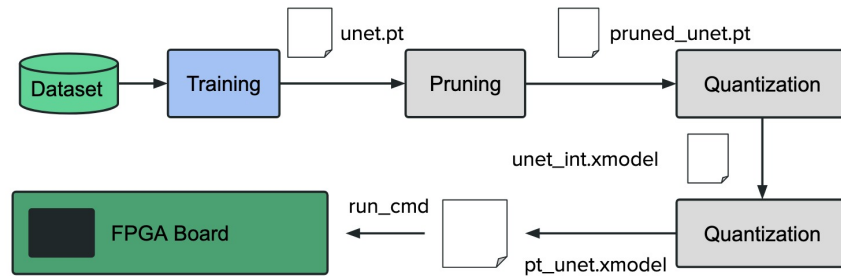 unet.pt
pruned_unet.pt
Dataset
Training
Pruning
Quantization
unet_int.xmodel
run_cmd
FPGA Board
Quantization
pt_unet.xmodel